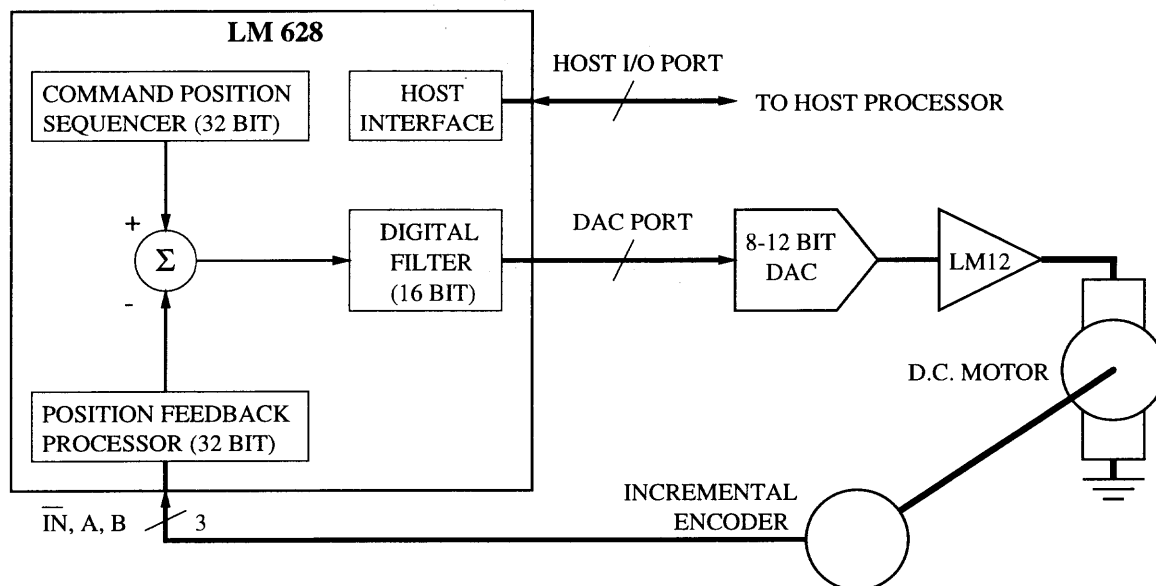 LM 628
COMMAND POSITION
SEQUENCER (32 BIT)
HOST
INTERFACE
HOST I/O PORT
TO HOST PROCESSOR
+
Σ
-
DIGITAL
FILTER
(16 BIT)
DAC PORT
8-12 BIT
DAC
LM12
D.C. MOTOR
POSITION FEEDBACK
PROCESSOR (32 BIT)
I̅N̅, A, B
3
INCREMENTAL
ENCODER